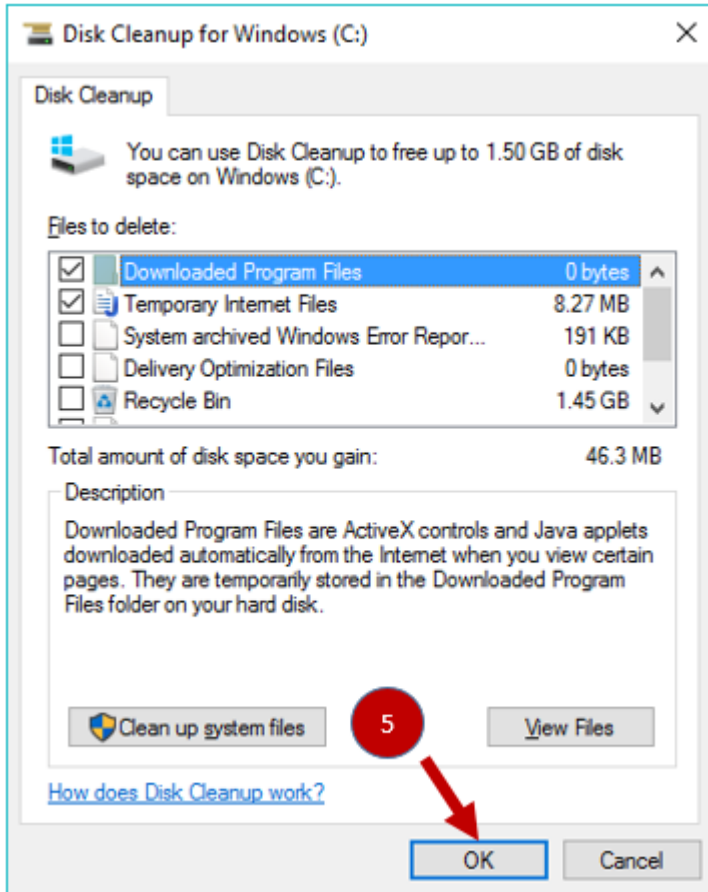 Disk Cleanup for Windows (C:)
Disk Cleanup
You can use Disk Cleanup to free up to 1.50 GB of disk
space on Windows (C:).
Files to delete:
Downloaded Program Files 0 bytes
Temporary Internet Files 8.27 MB
System archived Windows Error Repor... 191 KB
Delivery Optimization Files 0 bytes
Recycle Bin 1.45 GB
Total amount of disk space you gain: 46.3 MB
Description
Downloaded Program Files are ActiveX controls and Java applets
downloaded automatically from the Internet when you view certain
pages. They are temporarily stored in the Downloaded Program
Files folder on your hard disk.
Clean up system files
5
View Files
How does Disk Cleanup work?
OK
Cancel